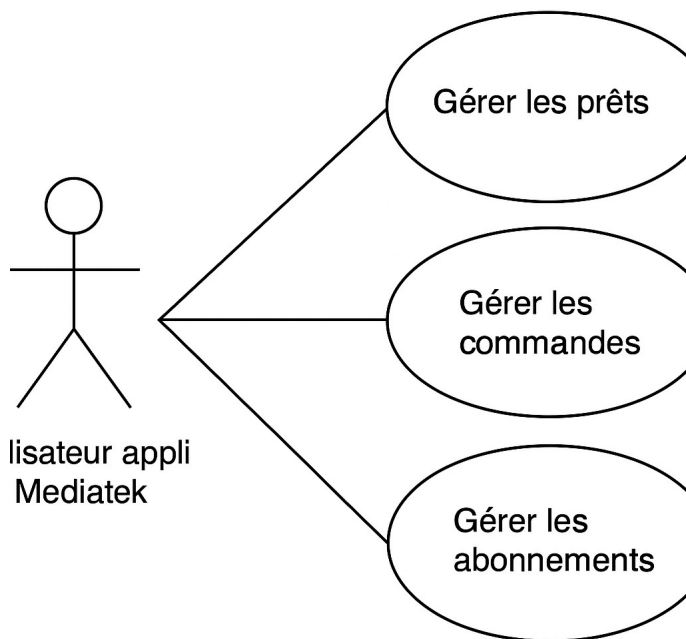 Gérer les prêts
Gérer les
commandes
lisateur appli
Mediatek
Gérer les
abonnements